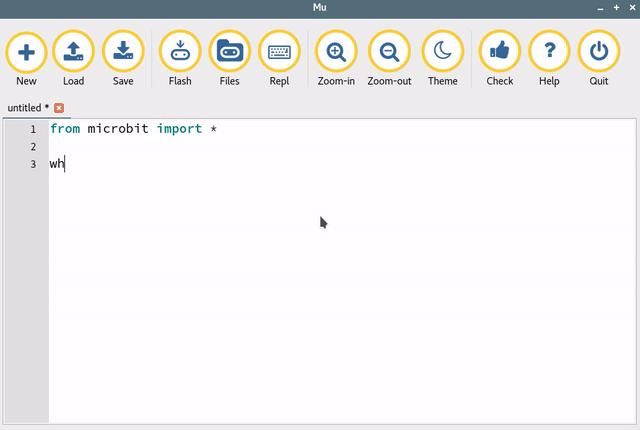 Mu
New Load Save Flash Files Repl Zoom-in Zoom-out Theme Check Help Quit
untitled *
1 from microbit import *
2
3 wh